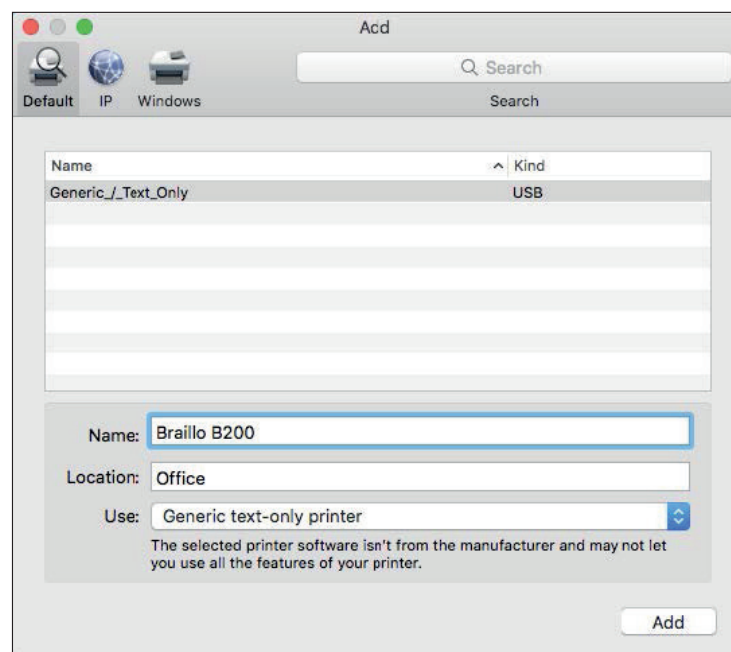 Add
Search
Default IP Windows Search
Name Kind
Generic_/_Text_Only USB
Name: Braillo B200
Location: Office
Use: Generic text-only printer
The selected printer software isn't from the manufacturer and may not let
you use all the features of your printer.
Add